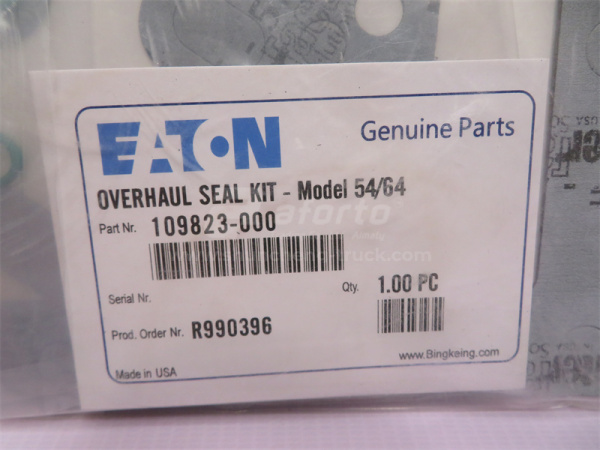 EATON
Genuine Parts
OVERHAUL SEAL KIT - Model 54/64
Part Nr. 109823-000
Serial Nr.
Qty. 1.00 PC
Prod. Order Nr. R990396
www.Bingkeing.com
Made in USA